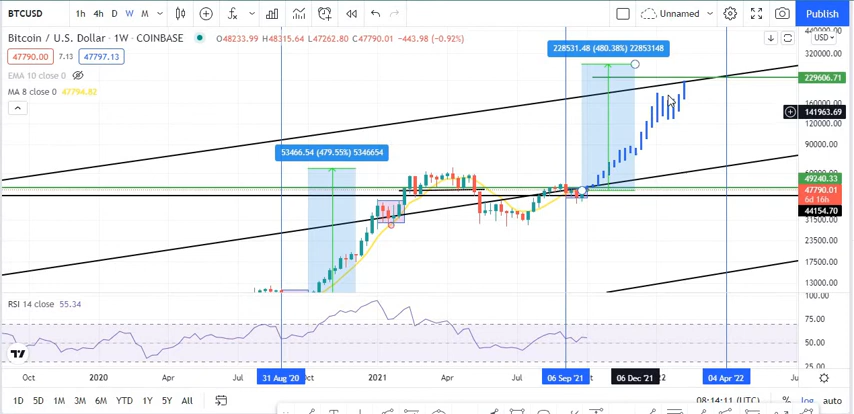 BTCUSD 1h 4h D W M Unnamed Publish
Bitcoin / U.S. Dollar · 1W · COINBASE O48233.99 H48315.64 L47262.80 C47790.01 −443.98 (−0.92%)
47790.00 7.13 47797.13
EMA 10 close 0
MA 8 close 0 47794.82
USD
228531.48 (480.38%) 22853148
53466.54 (479.55%) 5346654
320000.00
229606.71
160000.00
141963.69
120000.00
90000.00
49240.33
47790.01
6d 16h
44154.70
31500.00
23500.00
17500.00
13000.00
RSI 14 close 55.34
100.00
75.00
50.00
25.00
Oct 2020 Apr Jul 31 Aug '20 Oct 2021 Apr Jul 06 Sep '21 06 Dec '21 04 Apr '22
1D 5D 1M 3M 6M YTD 1Y 5Y All 08:14:11 (UTC) % log auto